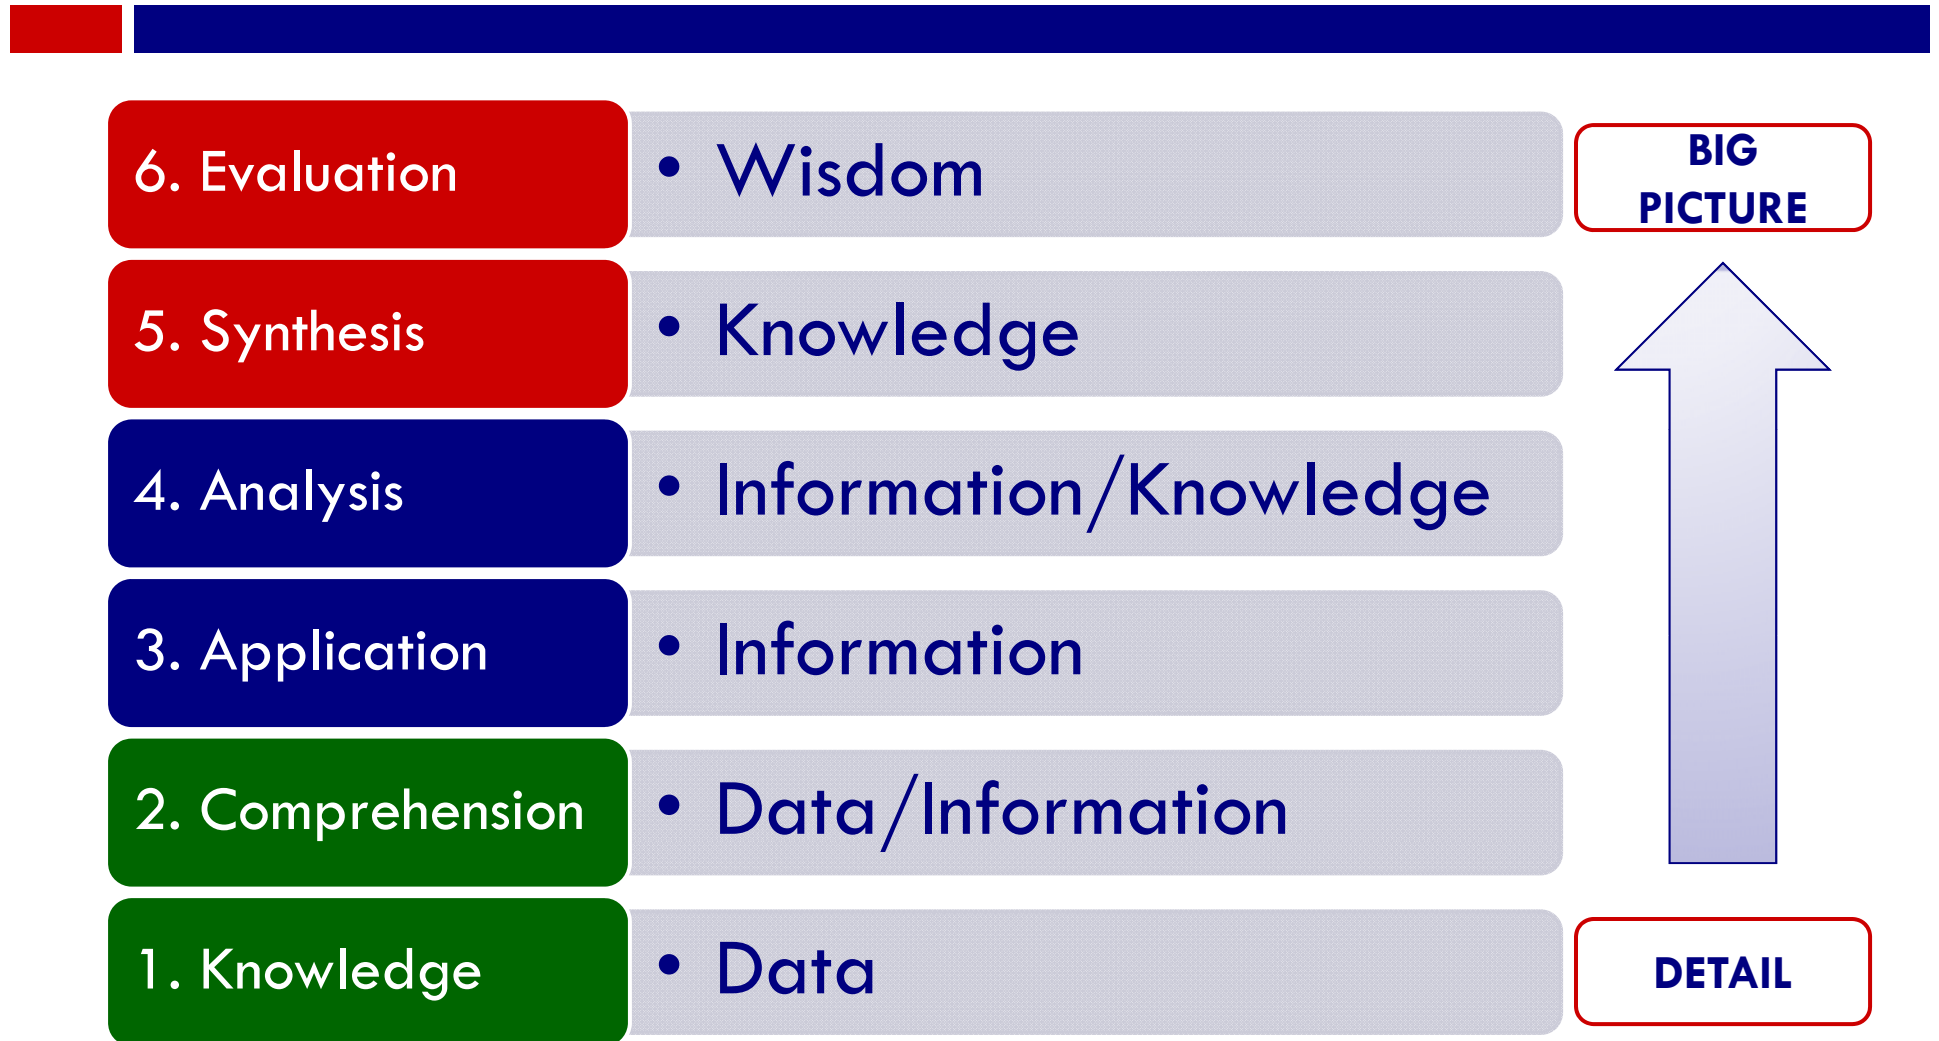 6. Evaluation
• Wisdom
BIG
PICTURE
5. Synthesis
• Knowledge
4. Analysis
• Information/Knowledge
3. Application
• Information
2. Comprehension
• Data/Information
1. Knowledge
• Data
DETAIL